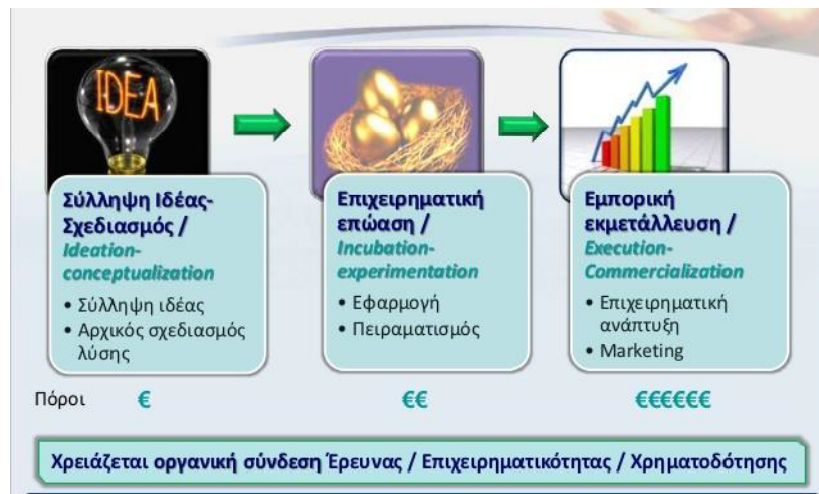 IDEA
Σύλληψη Ιδέας-
Σχεδιασμός /
Ideation-
conceptualization
• Σύλληψη ιδέας
• Αρχικός σχεδιασμός
λύσης
Επιχειρηματική
επώαση /
Incubation-
experimentation
• Εφαρμογή
• Πειραματισμός
Εμπορική
εκμετάλλευση /
Execution-
Commercialization
• Επιχειρηματική
ανάπτυξη
• Marketing
Πόροι € €€ €€€€€€
Χρειάζεται οργανική σύνδεση Έρευνας / Επιχειρηματικότητας / Χρηματοδότησης